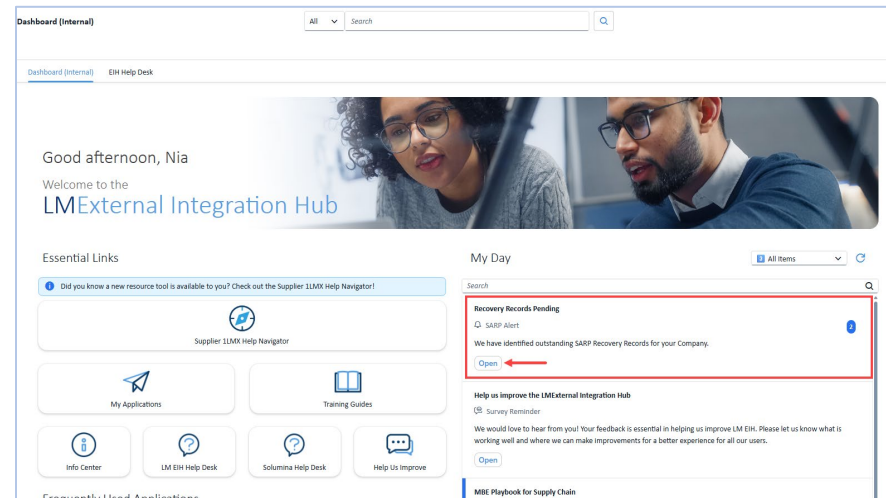 Dashboard (Internal)
All
Search
Dashboard (Internal) EIH Help Desk
Good afternoon, Nia
Welcome to the
LMExternal Integration Hub
Essential Links
Did you know a new resource tool is available to you? Check out the Supplier 1LMX Help Navigator!
Supplier 1LMX Help Navigator
My Applications
Training Guides
Info Center
LM EIH Help Desk
Solumina Help Desk
Help Us Improve
Frequently Used Applications
My Day
3 All Items
Search
Recovery Records Pending
SARP Alert
2
We have identified outstanding SARP Recovery Records for your Company.
Open
Help us improve the LMExternal Integration Hub
Survey Reminder
We would love to hear from you! Your feedback is essential in helping us improve LM EIH. Please let us know what is
working well and where we can make improvements for a better experience for all our users.
Open
MBE Playbook for Supply Chain